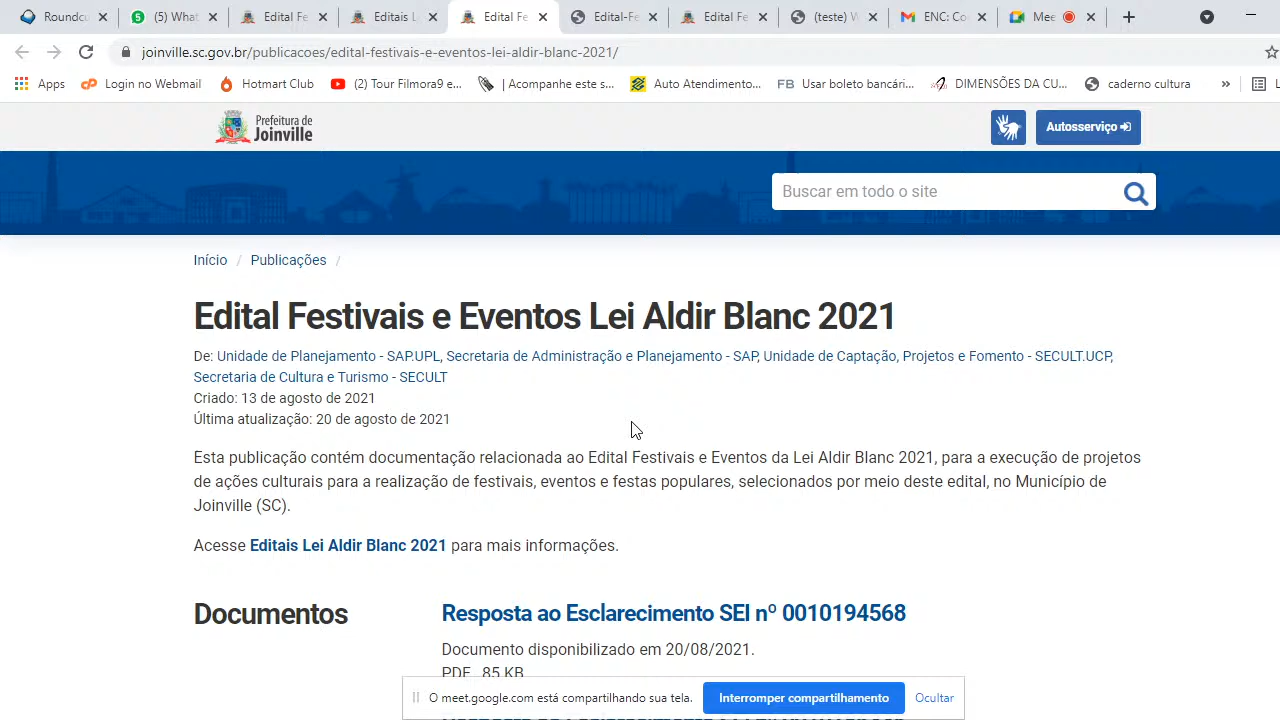 Roundcu
(5) What
Edital Fe
Editais L
Edital Fe
Edital-Fe
Edital Fe
(teste) W
ENC: Co
Mee
joinville.sc.gov.br/publicacoes/edital-festivais-e-eventos-lei-aldir-blanc-2021/
Apps
Login no Webmail
Hotmart Club
(2) Tour Filmora9 e...
| Acompanhe este s...
Auto Atendimento...
FB Usar boleto bancári...
DIMENSÕES DA CU...
caderno cultura
»
Prefeitura de
Joinville
Autosserviço
Buscar em todo o site
Início / Publicações /
Edital Festivais e Eventos Lei Aldir Blanc 2021
De: Unidade de Planejamento - SAP.UPL, Secretaria de Administração e Planejamento - SAP, Unidade de Captação, Projetos e Fomento - SECULT.UCP,
Secretaria de Cultura e Turismo - SECULT
Criado: 13 de agosto de 2021
Última atualização: 20 de agosto de 2021
Esta publicação contém documentação relacionada ao Edital Festivais e Eventos da Lei Aldir Blanc 2021, para a execução de projetos
de ações culturais para a realização de festivais, eventos e festas populares, selecionados por meio deste edital, no Município de
Joinville (SC).
Acesse Editais Lei Aldir Blanc 2021 para mais informações.
Documentos
Resposta ao Esclarecimento SEI nº 0010194568
Documento disponibilizado em 20/08/2021.
PDF 85 KB
O meet.google.com está compartilhando sua tela.
Interromper compartilhamento
Ocultar